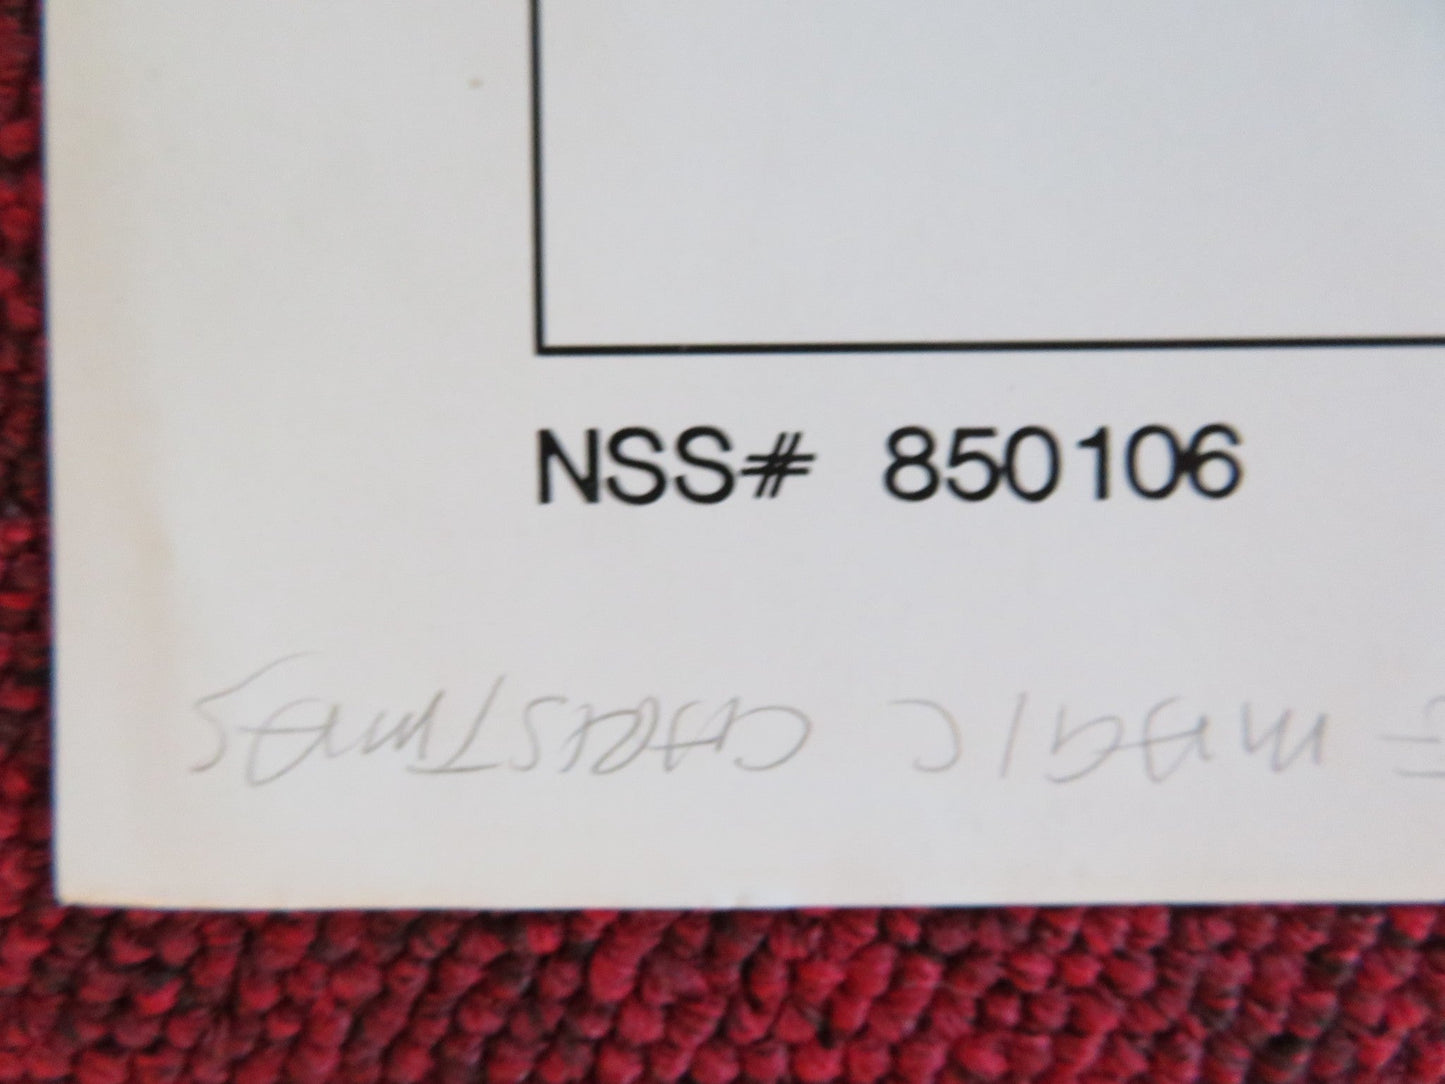 NSS# 850106
E MAGIC CHRISTMAS